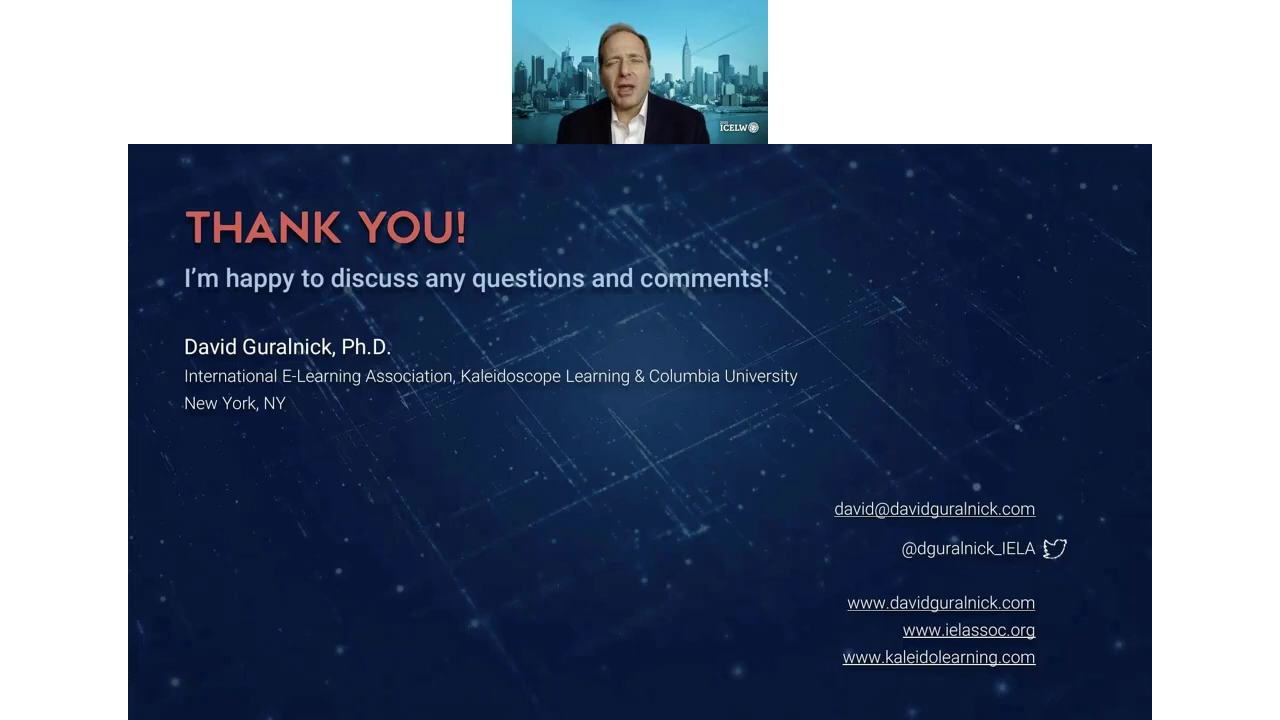 ICELW
THANK YOU!
I'm happy to discuss any questions and comments!
David Guralnick, Ph.D.
International E-Learning Association, Kaleidoscope Learning & Columbia University
New York, NY
david@davidguralnick.com
@dguralnick_IELA
www.davidguralnick.com
www.ielassoc.org
www.kaleidolearning.com